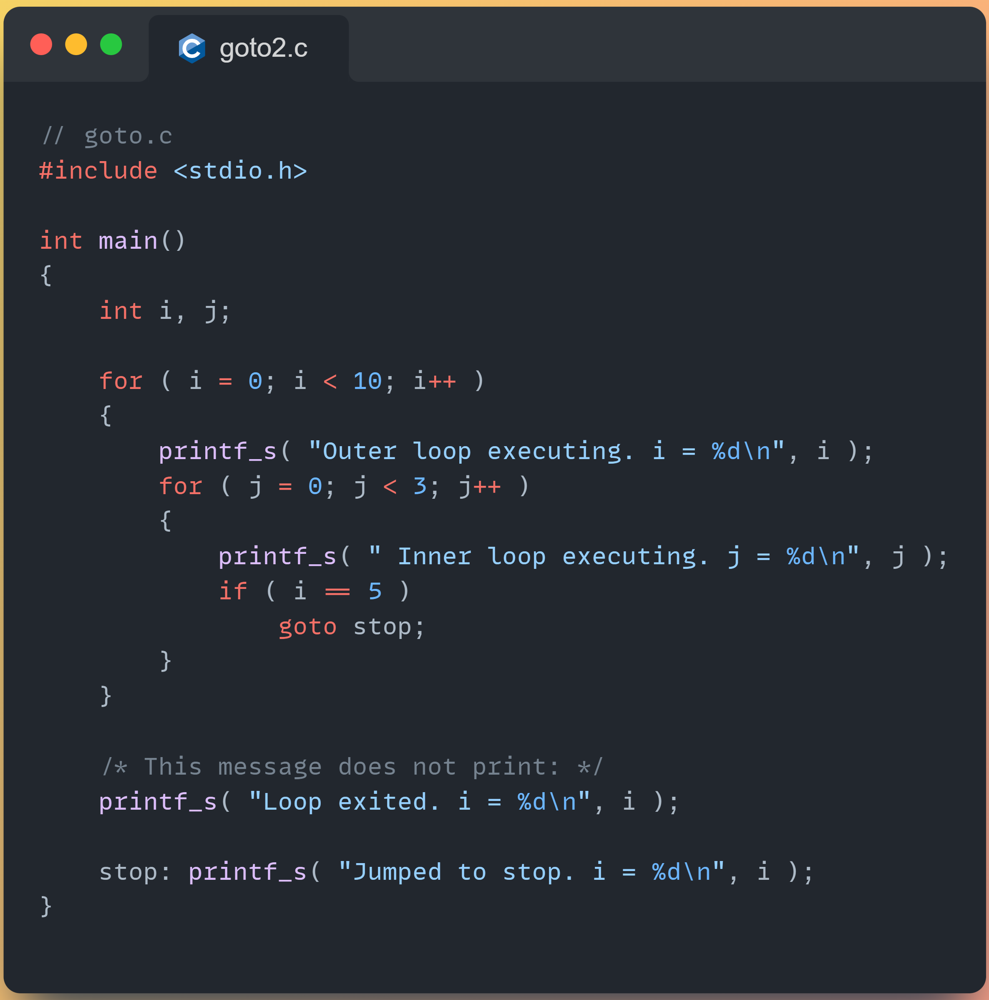 goto2.c
// goto.c
#include <stdio.h>
int main()
{
    int i, j;
    for ( i = 0; i < 10; i++ )
    {
        printf_s( "Outer loop executing. i = %d\n", i );
        for ( j = 0; j < 3; j++ )
        {
            printf_s( " Inner loop executing. j = %d\n", j );
            if ( i == 5 )
                goto stop;
        }
    }
    /* This message does not print: */
    printf_s( "Loop exited. i = %d\n", i );
    stop: printf_s( "Jumped to stop. i = %d\n", i );
}